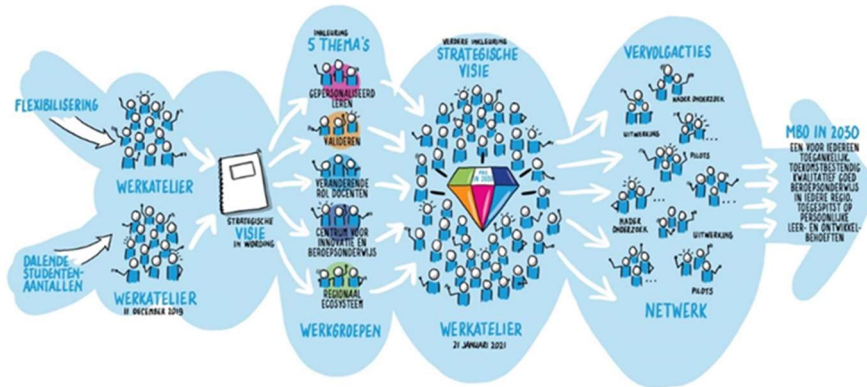 FLEXIBILISERING
DALENDE
STUDENTEN-
AANTALLEN
WERKATELIER
WERKATELIER
11 DECEMBER 2019
STRATEGISCHE
VISIE
IN WORDING
INKLEURING
5 THEMA'S
GEPERSONALISEERD
LEREN
VALIDEREN
VERANDERENDE
ROL DOCENTEN
CENTRUM VOOR
INNOVATIE EN
BEROEPSONDERWIJS
REGIONAAL
ECOSYSTEEM
WERKGROEPEN
VERDERE INKLEURING
STRATEGISCHE
VISIE
MBO
IN 2030
WERKATELIER
21 JANUARI 2021
VERVOLGACTIES
NADER ONDERZOEK
UITWERKING
...
PILOTS
...
NADER
ONDERZOEK
UITWERKING
...
PILOTS
NETWERK
MBO IN 2030
EEN VOOR IEDEREEN
TOEGANKELIJK,
TOEKOMSTBESTENDIG
KWALITATIEF GOED
BEROEPSONDERWIJS
IN IEDERE REGIO.
TOEGESPITST OP
PERSOONLIJKE
LEER- EN ONTWIKKEL-
BEHOEFTEN